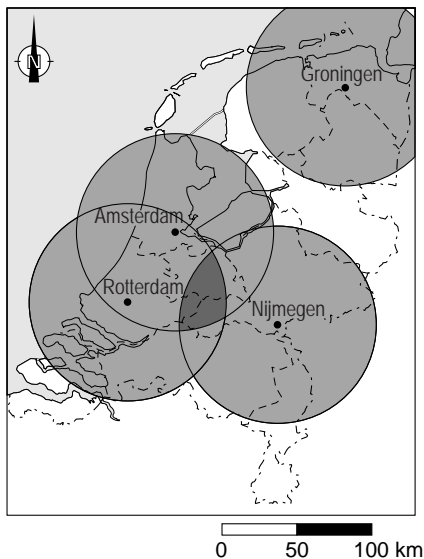 N
Groningen
Amsterdam
Rotterdam
Nijmegen
0 50 100 km